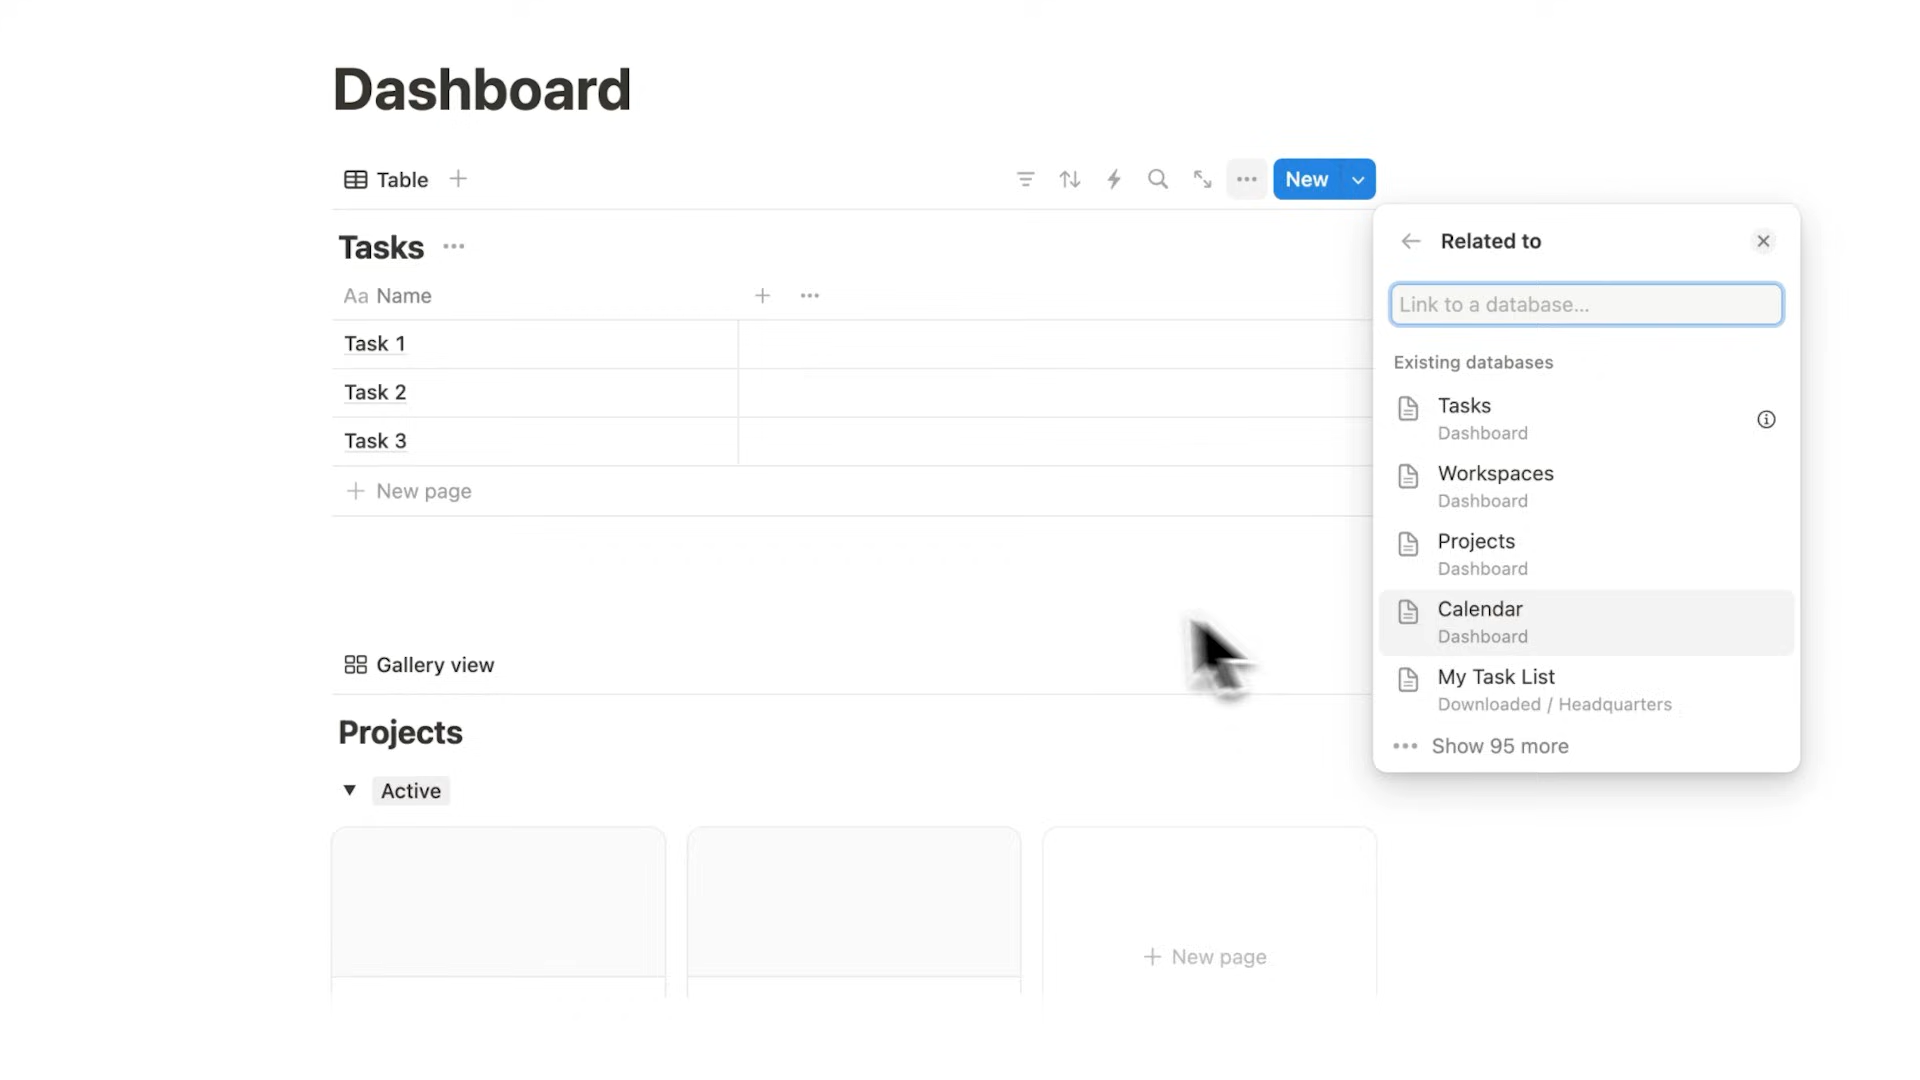 Dashboard
Table
New
Tasks
Aa Name
Task 1
Task 2
Task 3
New page
Gallery view
Projects
Active
New page
Related to
Link to a database...
Existing databases
Tasks
Dashboard
Workspaces
Dashboard
Projects
Dashboard
Calendar
Dashboard
My Task List
Downloaded / Headquarters
Show 95 more